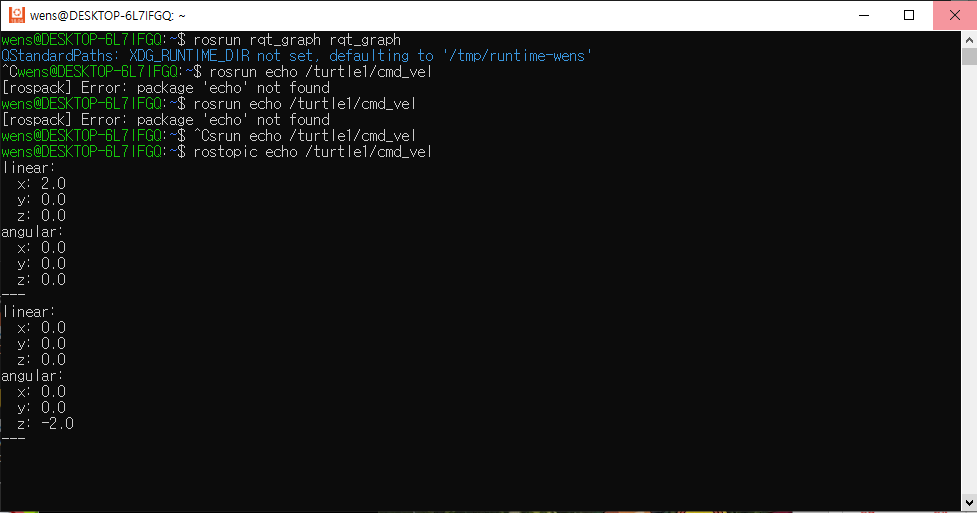 wens@DESKTOP-6L7IFGQ: ~
wens@DESKTOP-6L7IFGQ:~$ rosrun rqt_graph rqt_graph
QStandardPaths: XDG_RUNTIME_DIR not set, defaulting to '/tmp/runtime-wens'
^Cwens@DESKTOP-6L7IFGQ:~$ rosrun echo /turtle1/cmd_vel
[rospack] Error: package 'echo' not found
wens@DESKTOP-6L7IFGQ:~$ rosrun echo /turtle1/cmd_vel
[rospack] Error: package 'echo' not found
wens@DESKTOP-6L7IFGQ:~$ ^Csrun echo /turtle1/cmd_vel
wens@DESKTOP-6L7IFGQ:~$ rostopic echo /turtle1/cmd_vel
linear:
  x: 2.0
  y: 0.0
  z: 0.0
angular:
  x: 0.0
  y: 0.0
  z: 0.0
---
linear:
  x: 0.0
  y: 0.0
  z: 0.0
angular:
  x: 0.0
  y: 0.0
  z: -2.0
---